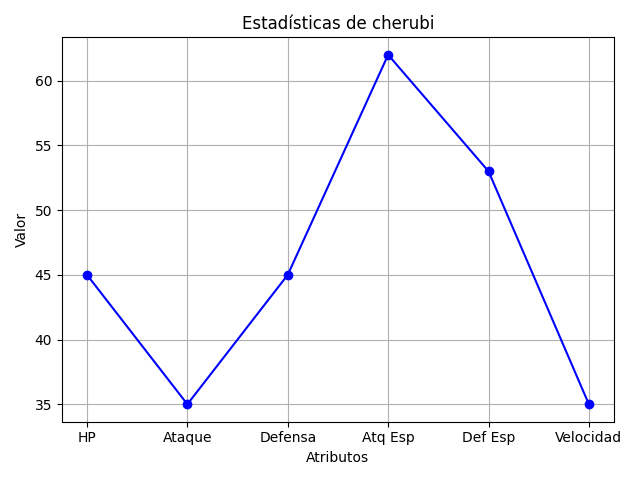 Estadísticas de cherubi
Valor
60
55
50
45
40
35
HP Ataque Defensa Atq Esp Def Esp Velocidad
Atributos